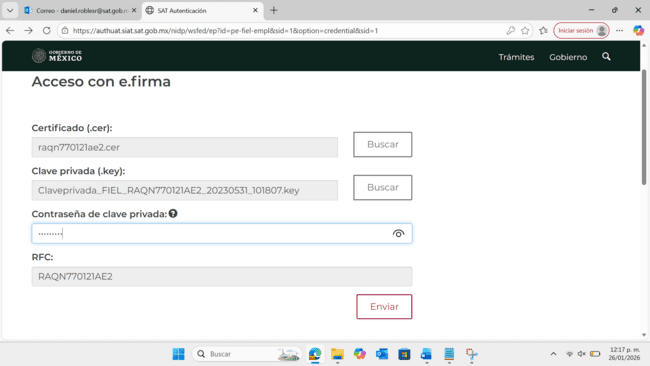 Correo - daniel.roblesr@sat.gob.m
SAT Autenticación
https://authuat.siat.sat.gob.mx/nidp/wsfed/ep?id=pe-fiel-empl&sid=1&option=credential&sid=1
Iniciar sesión
GOBIERNO DE
MÉXICO
Trámites
Gobierno
Acceso con e.firma
Certificado (.cer):
raqn770121ae2.cer
Buscar
Clave privada (.key):
Claveprivada_FIEL_RAQN770121AE2_20230531_101807.key
Buscar
Contraseña de clave privada:
•••••••••
RFC:
RAQN770121AE2
Enviar
Buscar
12:17 p. m.
26/01/2026